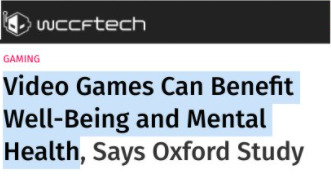 wccftech
GAMING
Video Games Can Benefit
Well-Being and Mental
Health, Says Oxford Study